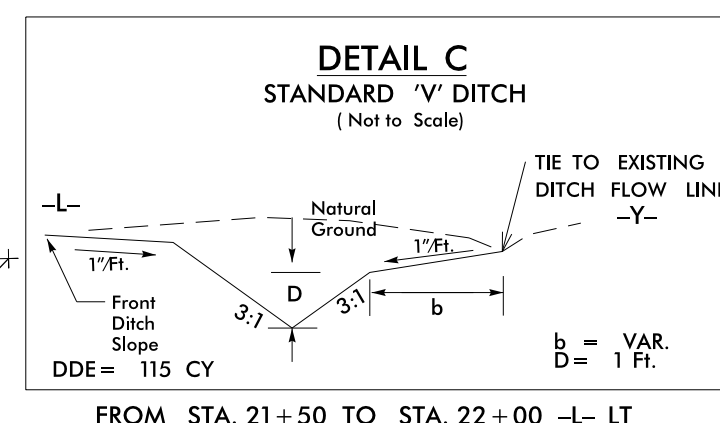 DETAIL C
STANDARD 'V' DITCH
( Not to Scale)
TIE TO EXISTING
DITCH FLOW LIN
–L–
Natural
Ground
–Y–
1"/Ft.
1"/Ft.
D
3:1
3:1
b
Front
Ditch
Slope
b = VAR.
D= 1 Ft.
DDE= 115 CY
FROM STA. 21+50 TO STA. 22+00 –L– LT